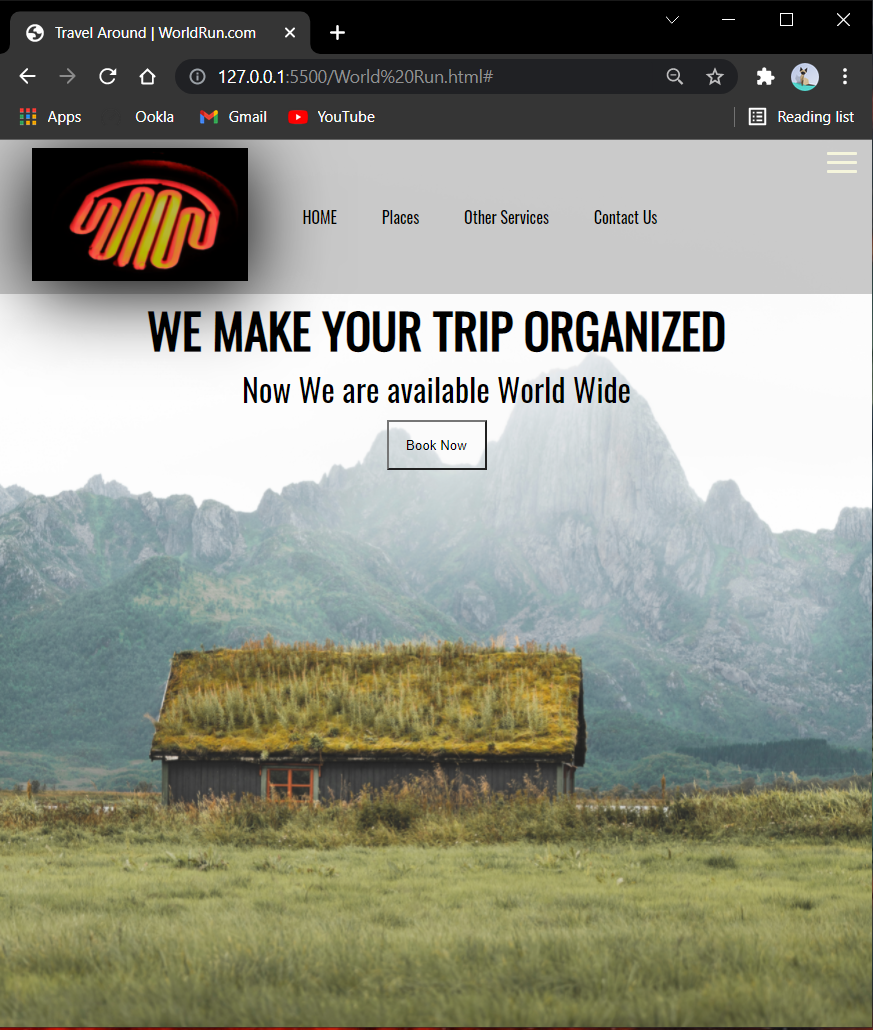 Travel Around | WorldRun.com
127.0.0.1:5500/World%20Run.html#
Apps Ookla Gmail YouTube Reading list
HOME Places Other Services Contact Us
WE MAKE YOUR TRIP ORGANIZED
Now We are available World Wide
Book Now